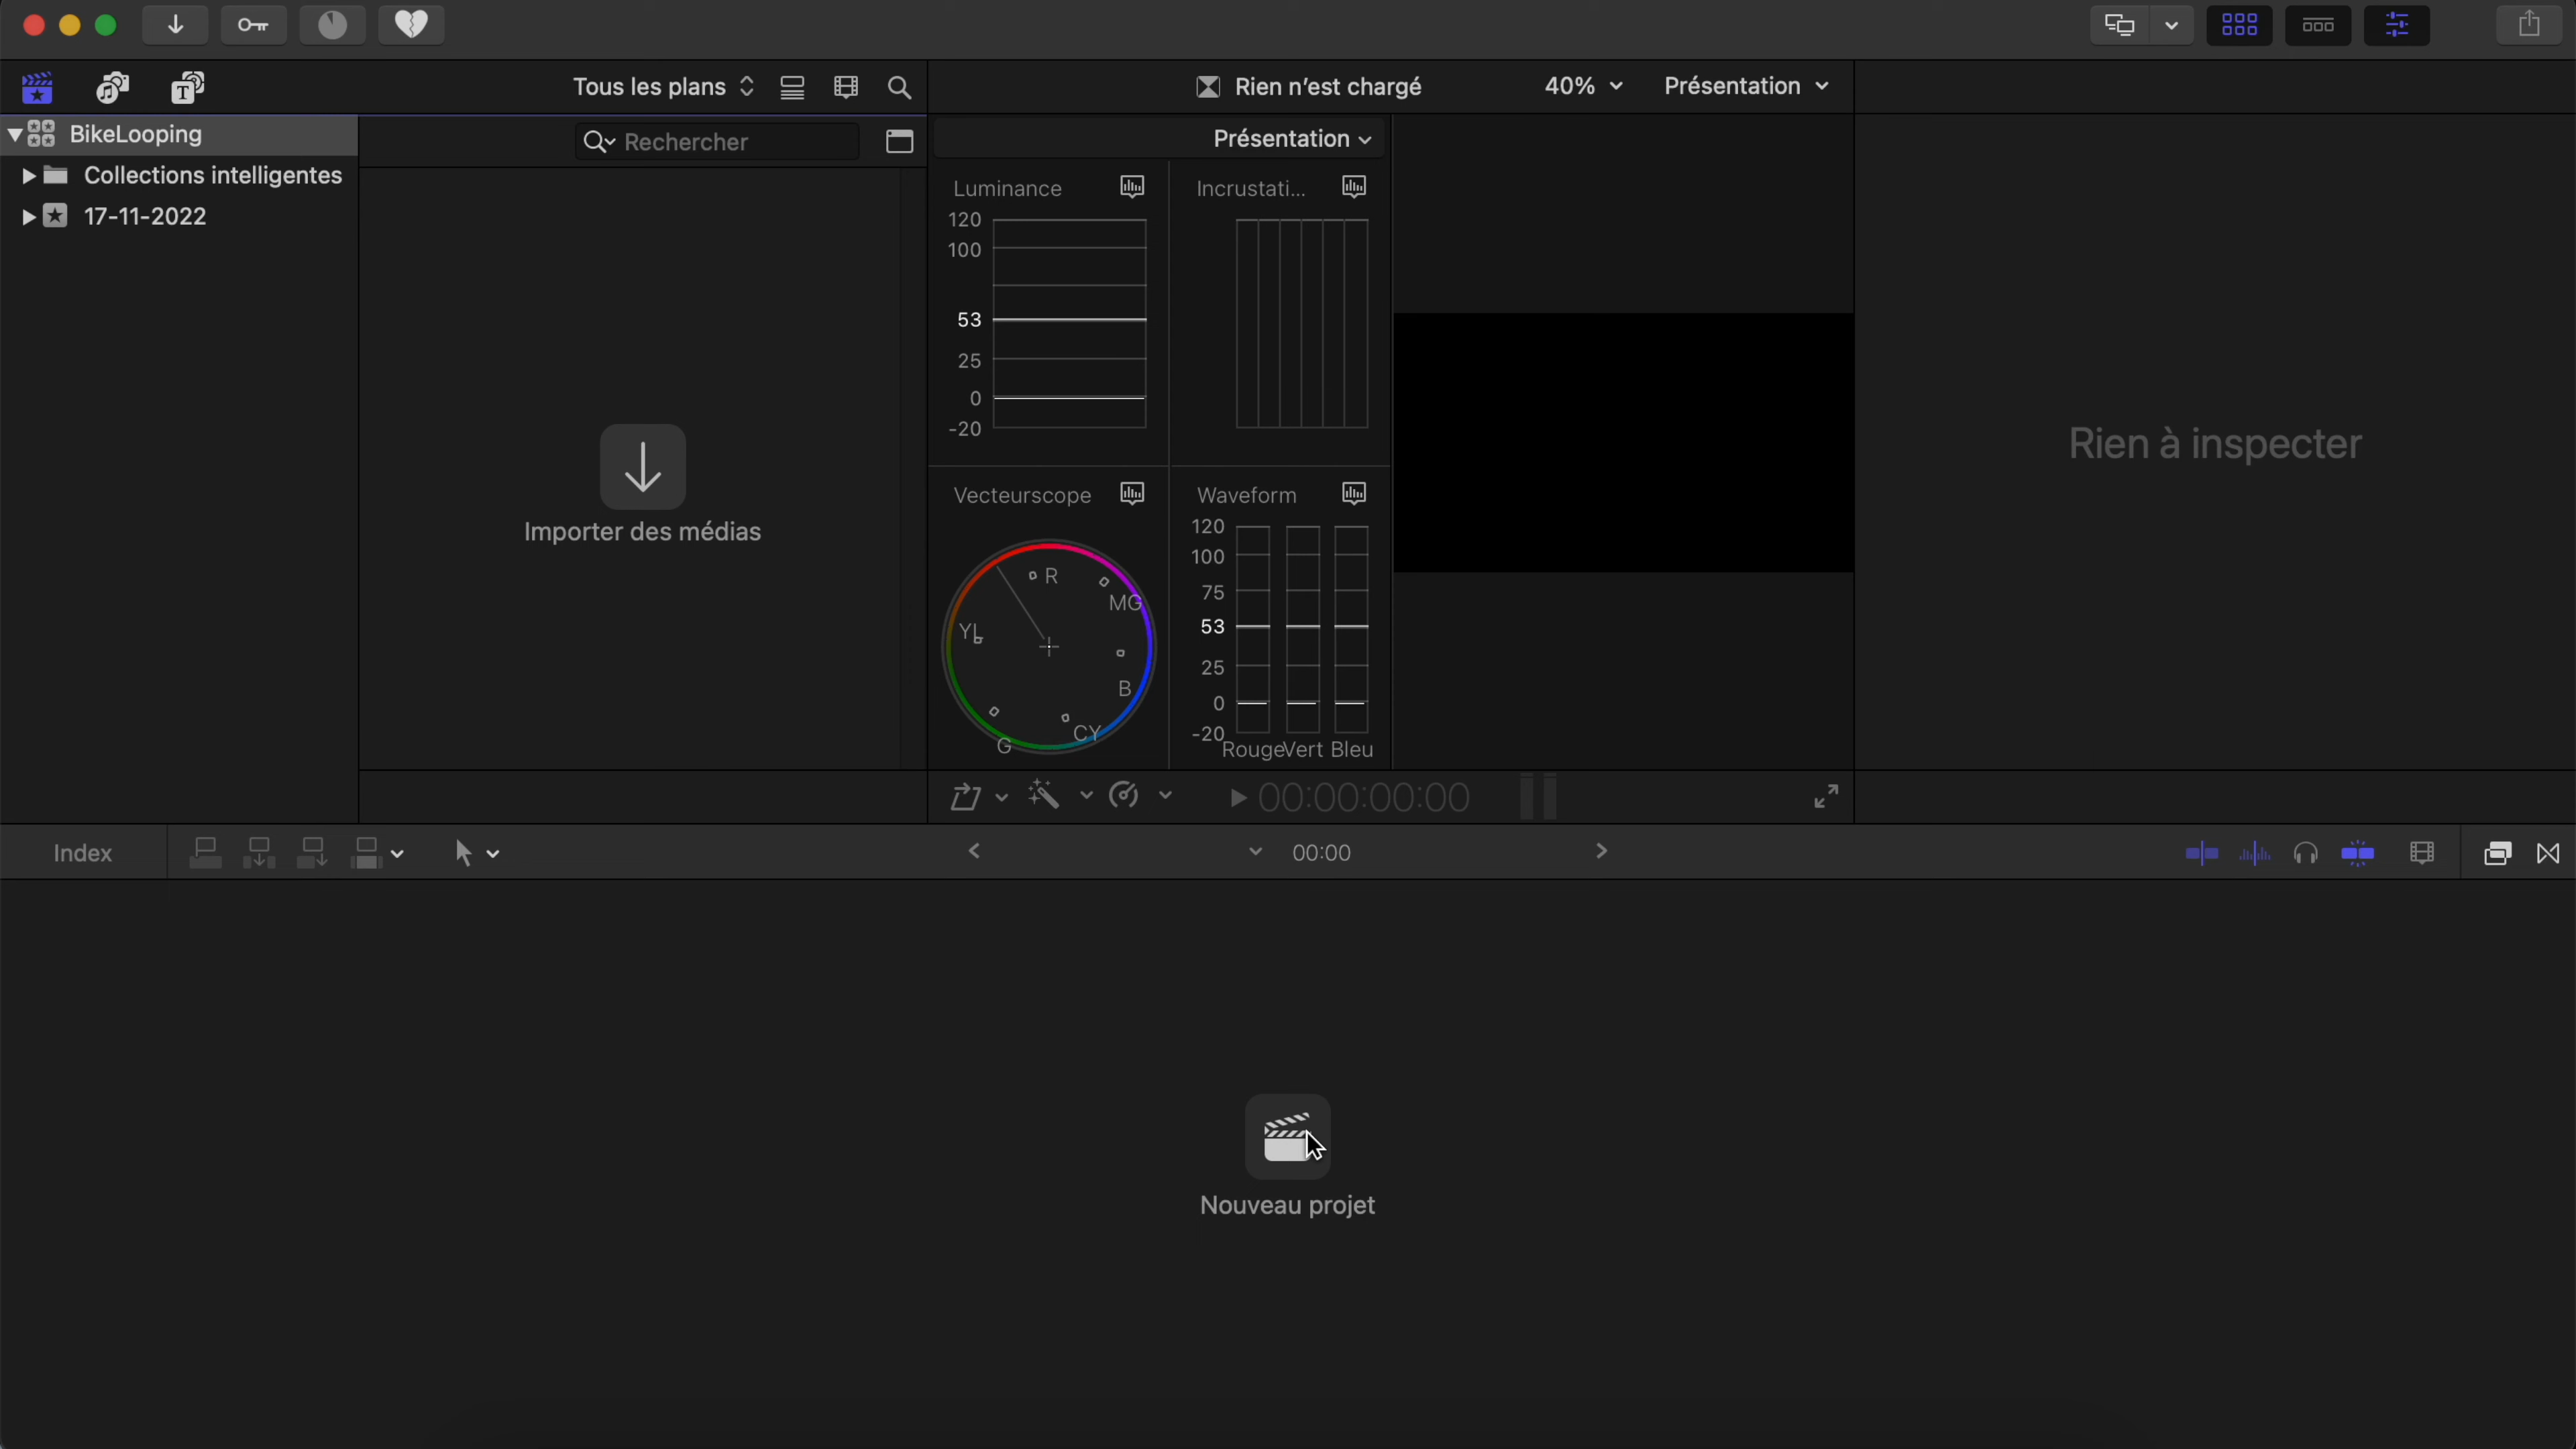 Tous les plans
Rien n'est chargé
40%
Présentation
BikeLooping
Collections intelligentes
17-11-2022
Rechercher
Importer des médias
Présentation
Luminance
120
100
53
25
0
-20
Incrustati...
Vecteurscope
R
MG
YL
B
CY
G
Waveform
120
100
75
53
25
0
-20
Rouge Vert Bleu
Rien à inspecter
00:00:00:00
Index
00:00
Nouveau projet